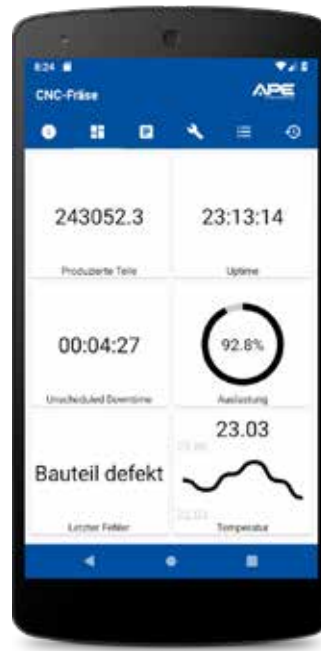 8:24
CNC-Fräse
APE
243052.3
Produzierte Teile
23:13:14
Uptime
00:04:27
Unscheduled Downtime
92.8%
Auslastung
Bauteil defekt
Letzter Fehler
23.03
Temperatur